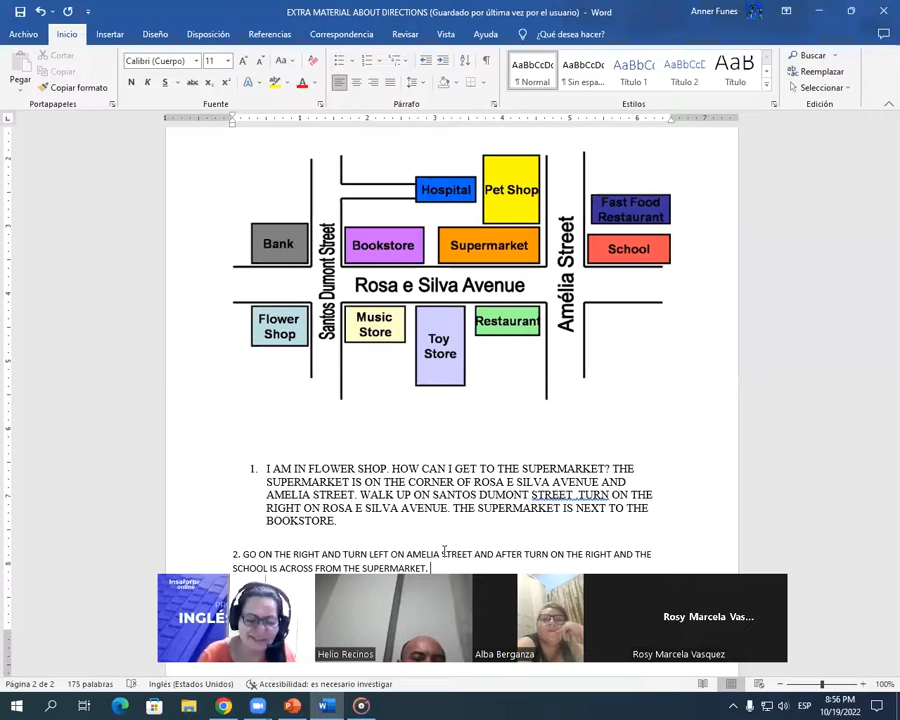 EXTRA MATERIAL ABOUT DIRECTIONS (Guardado por última vez por el usuario) - Word
Anner Funes
Archivo Inicio Insertar Diseño Disposición Referencias Correspondencia Revisar Vista Ayuda ¿Qué desea hacer?
Pegar
Cortar
Copiar
Copiar formato
Portapapeles
Calibri (Cuerpo) 11
N K S abc x₂ x²
Fuente
Párrafo
AaBbCcDc AaBbCcDc AaBbCc AaBbCcD AaB
¶ Normal ¶ Sin espa... Título 1 Título 2 Título
Estilos
Buscar
Reemplazar
Seleccionar
Edición
Hospital
Pet Shop
Fast Food
Restaurant
Bank
Bookstore
Supermarket
School
Santos Dumont Street
Rosa e Silva Avenue
Amélia Street
Flower
Shop
Music
Store
Toy
Store
Restaurant
1. I AM IN FLOWER SHOP. HOW CAN I GET TO THE SUPERMARKET? THE
SUPERMARKET IS ON THE CORNER OF ROSA E SILVA AVENUE AND
AMELIA STREET. WALK UP ON SANTOS DUMONT STREET .TURN ON THE
RIGHT ON ROSA E SILVA AVENUE. THE SUPERMARKET IS NEXT TO THE
BOOKSTORE.
2. GO ON THE RIGHT AND TURN LEFT ON AMELIA STREET AND AFTER TURN ON THE RIGHT AND THE
SCHOOL IS ACROSS FROM THE SUPERMARKET.
Insaforp
online
INGLÉ
Helio Recinos
Alba Berganza
Rosy Marcela Vas...
Rosy Marcela Vasquez
Página 2 de 2 175 palabras Inglés (Estados Unidos) Accesibilidad: es necesario investigar 100%
ESP
8:56 PM
10/19/2022